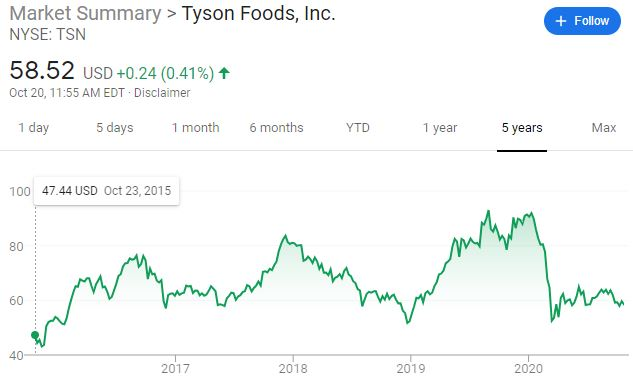 Market Summary > Tyson Foods, Inc.
NYSE: TSN
+ Follow
58.52 USD +0.24 (0.41%)
Oct 20, 11:55 AM EDT · Disclaimer
1 day 5 days 1 month 6 months YTD 1 year 5 years Max
100
47.44 USD Oct 23, 2015
80
60
40
2017 2018 2019 2020